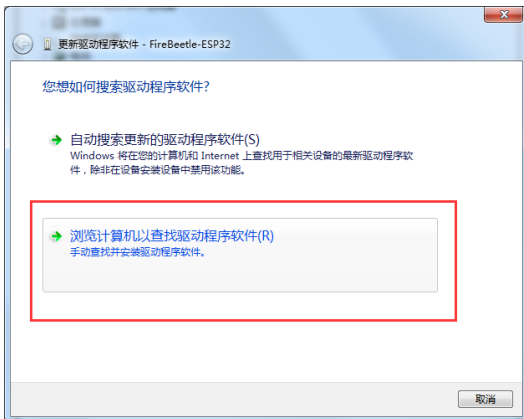 更新驱动程序软件 - FireBeetle-ESP32
您想如何搜索驱动程序软件?
自动搜索更新的驱动程序软件(S)
Windows 将在您的计算机和 Internet 上查找用于相关设备的最新驱动程序软
件，除非在设备安装设置中禁用该功能。
浏览计算机以查找驱动程序软件(R)
手动查找并安装驱动程序软件。
取消